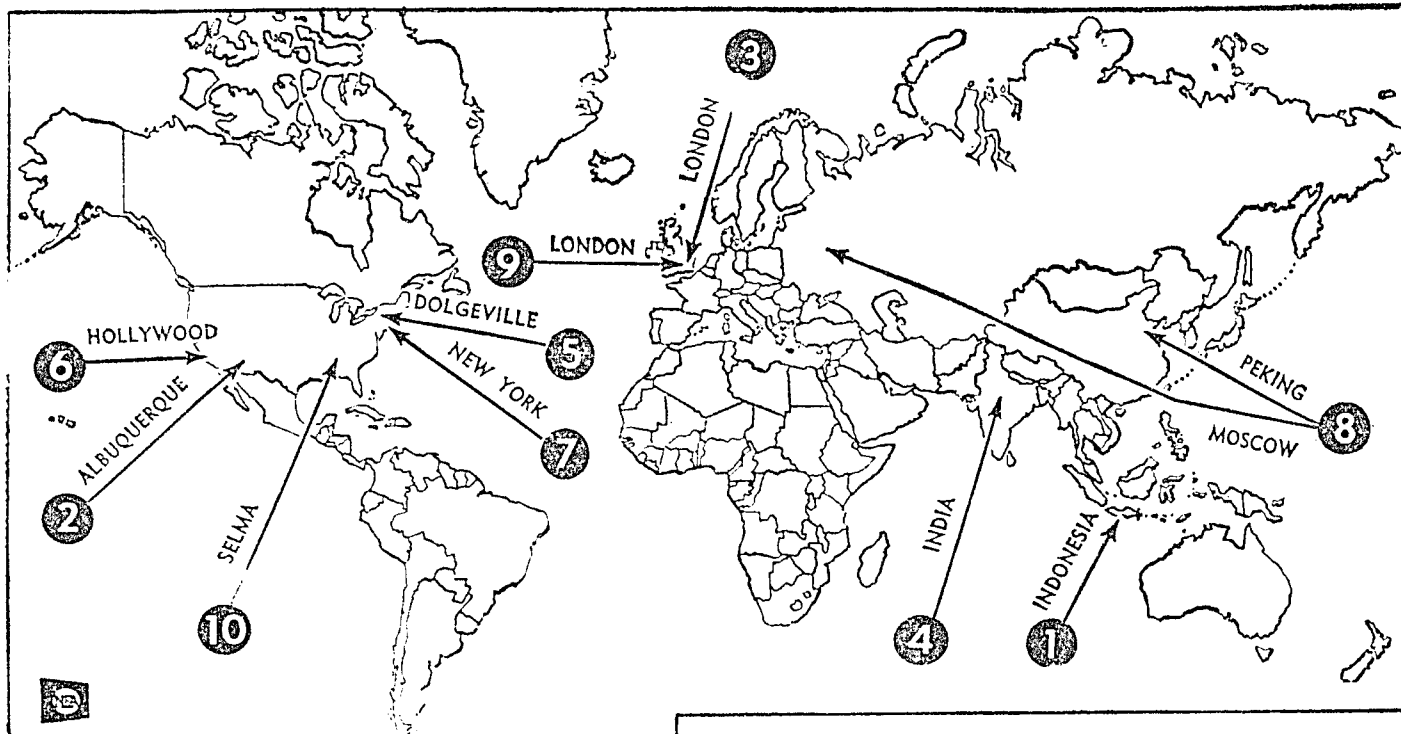 3
LONDON
9
LONDON
DOLGEVILLE
5
HOLLYWOOD
6
NEW YORK
7
ALBUQUERQUE
2
SELMA
10
PEKING
MOSCOW
8
INDIA
4
INDONESIA
1
NEA